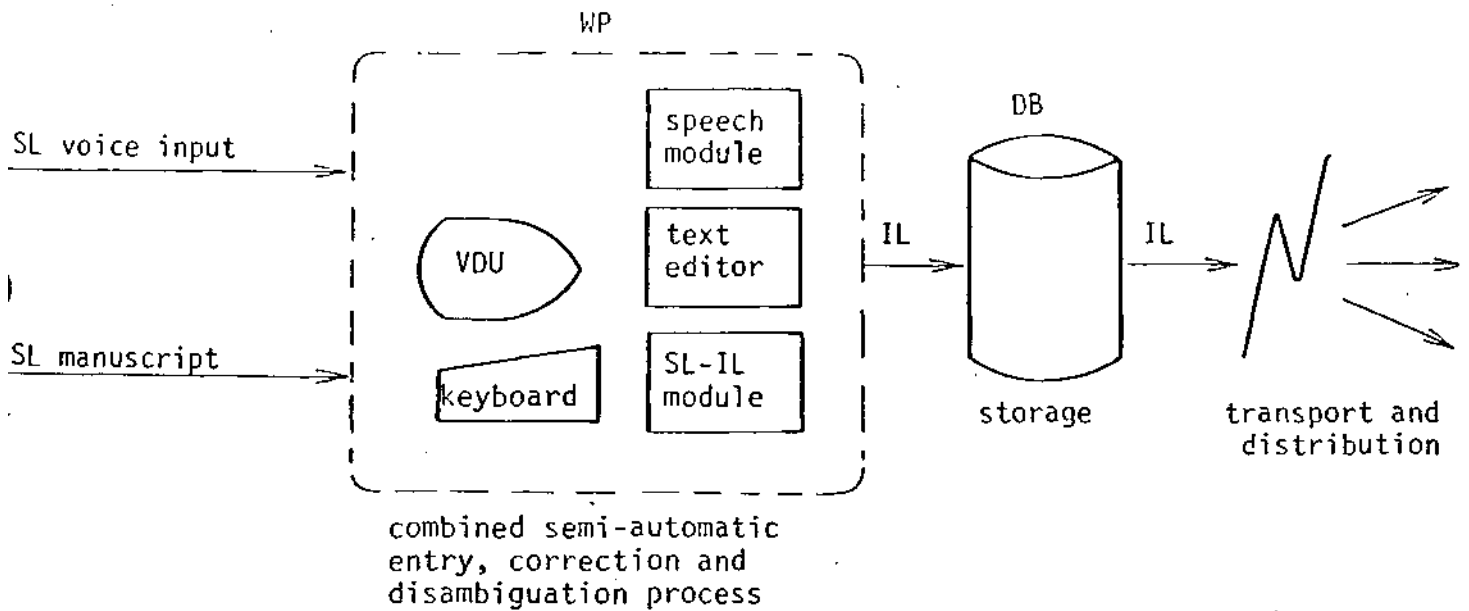 WP
SL voice input
SL manuscript
VDU
keyboard
speech
module
text
editor
SL-IL
module
combined semi-automatic
entry, correction and
disambiguation process
IL
DB
storage
IL
transport and
distribution